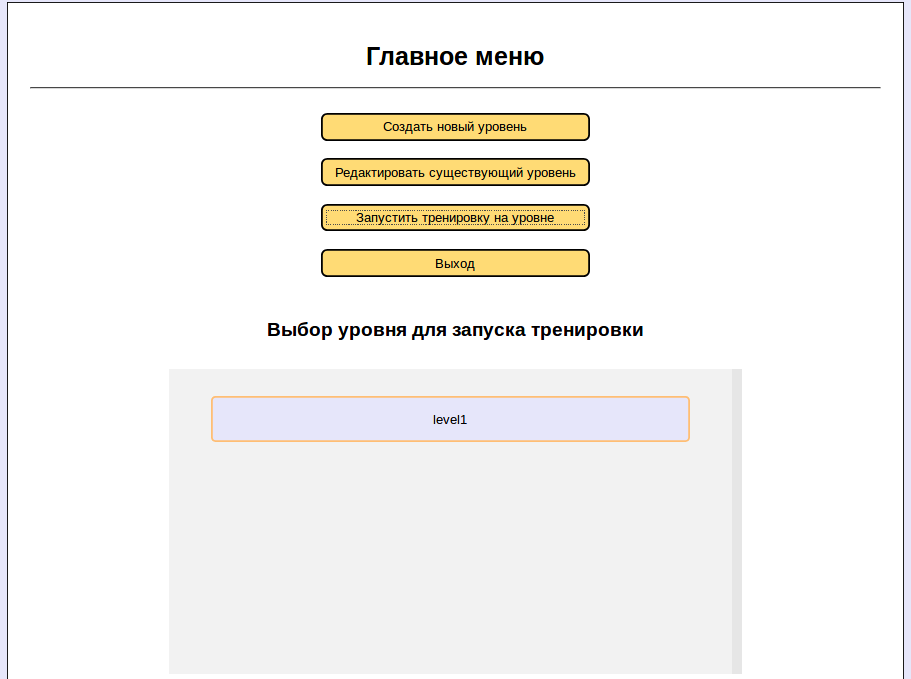 Главное меню
Создать новый уровень
Редактировать существующий уровень
Запустить тренировку на уровне
Выход
Выбор уровня для запуска тренировки
level1